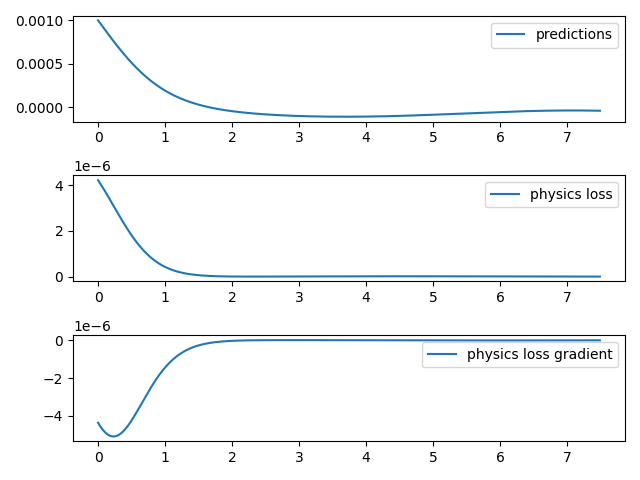 0.0010
0.0005
0.0000
predictions
0 1 2 3 4 5 6 7
1e−6
4
2
0
physics loss
0 1 2 3 4 5 6 7
1e−6
0
−2
−4
physics loss gradient
0 1 2 3 4 5 6 7